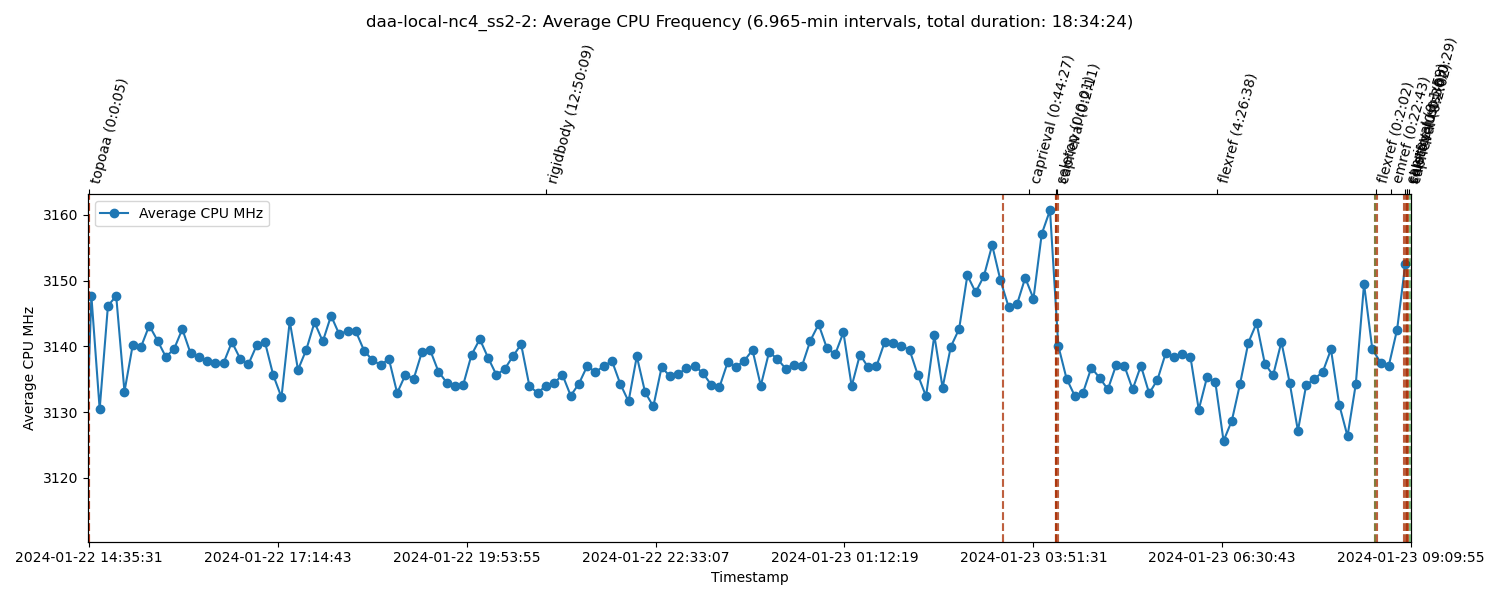 daa-local-nc4_ss2-2: Average CPU Frequency (6.965-min intervals, total duration: 18:34:24)
topoaa (0:0:05)
rigidbody (12:50:09)
caprieval (0:44:27)
caprieval (0:2:11)
flexref (4:26:38)
flexref (0:2:02)
emref (0:22:43)
Average CPU MHz
3160
3150
3140
3130
3120
Average CPU MHz
2024-01-22 14:35:31
2024-01-22 17:14:43
2024-01-22 19:53:55
2024-01-22 22:33:07
2024-01-23 01:12:19
2024-01-23 03:51:31
2024-01-23 06:30:43
2024-01-23 09:09:55
Timestamp